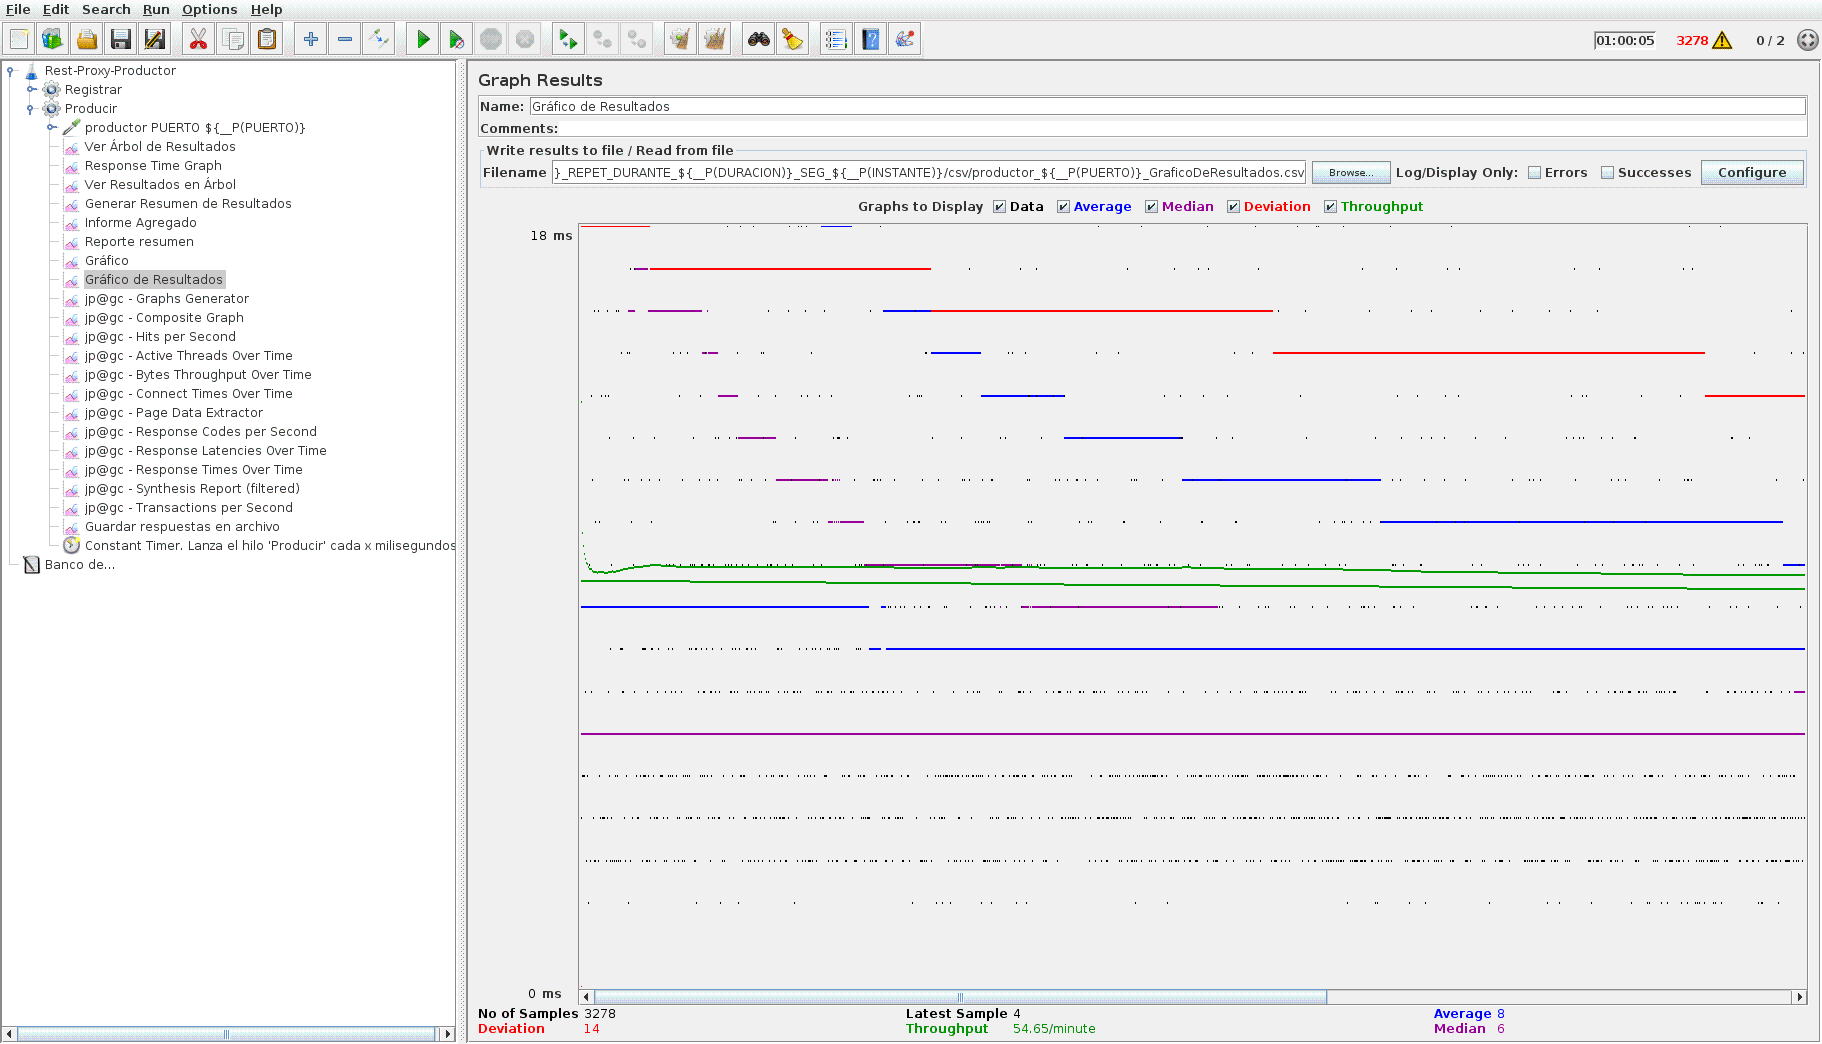 File Edit Search Run Options Help
01:00:05 3278 0 / 2
Rest-Proxy-Productor
Registrar
Producir
productor PUERTO ${__P(PUERTO)}
Ver Árbol de Resultados
Response Time Graph
Ver Resultados en Árbol
Generar Resumen de Resultados
Informe Agregado
Reporte resumen
Gráfico
Gráfico de Resultados
jp@gc - Graphs Generator
jp@gc - Composite Graph
jp@gc - Hits per Second
jp@gc - Active Threads Over Time
jp@gc - Bytes Throughput Over Time
jp@gc - Connect Times Over Time
jp@gc - Page Data Extractor
jp@gc - Response Codes per Second
jp@gc - Response Latencies Over Time
jp@gc - Response Times Over Time
jp@gc - Synthesis Report (filtered)
jp@gc - Transactions per Second
Guardar respuestas en archivo
Constant Timer. Lanza el hilo 'Producir' cada x milisegundos
Banco de...
Graph Results
Name: Gráfico de Resultados
Comments:
Write results to file / Read from file
Filename }_REPET_DURANTE_${__P(DURACION)}_SEG_${__P(INSTANTE)}/csv/productor_${__P(PUERTO)}_GraficoDeResultados.csv Browse... Log/Display Only: Errors Successes Configure
Graphs to Display Data Average Median Deviation Throughput
18 ms
0 ms
No of Samples 3278 Latest Sample 4 Average 8
Deviation 14 Throughput 54.65/minute Median 6